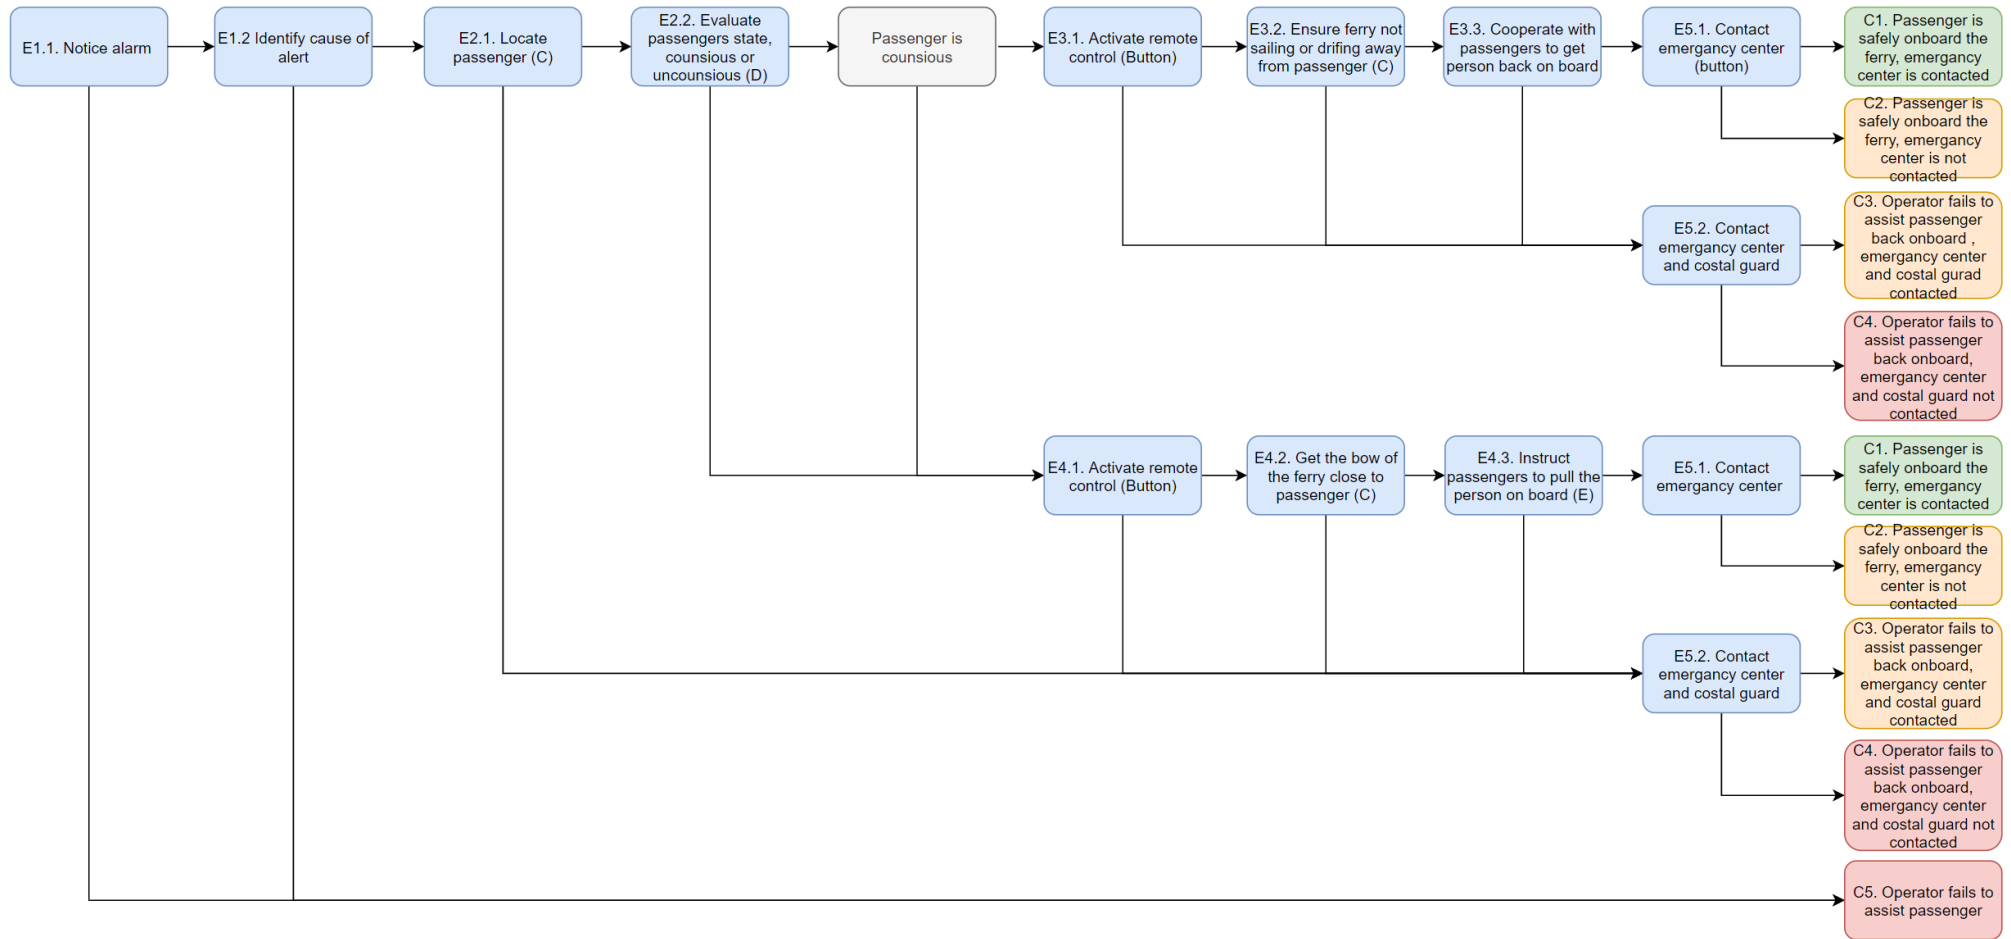 E1.1. Notice alarm
E1.2 Identify cause of
alert
E2.1. Locate
passenger (C)
E2.2. Evaluate
passengers state,
counsious or
uncounsious (D)
Passenger is
counsious
E3.1. Activate remote
control (Button)
E3.2. Ensure ferry not
sailing or drifing away
from passenger (C)
E3.3. Cooperate with
passengers to get
person back on board
E5.1. Contact
emergancy center
(button)
C1. Passenger is
safely onboard the
ferry, emergancy
center is contacted
C2. Passenger is
safely onboard the
ferry, emergancy
center is not
contacted
E5.2. Contact
emergancy center
and costal guard
C3. Operator fails to
assist passenger
back onboard ,
emergancy center
and costal gurad
contacted
C4. Operator fails to
assist passenger
back onboard,
emergancy center
and costal guard not
contacted
E4.1. Activate remote
control (Button)
E4.2. Get the bow of
the ferry close to
passenger (C)
E4.3. Instruct
passengers to pull the
person on board (E)
E5.1. Contact
emergancy center
C1. Passenger is
safely onboard the
ferry, emergancy
center is contacted
C2. Passenger is
safely onboard the
ferry, emergancy
center is not
contacted
E5.2. Contact
emergancy center
and costal guard
C3. Operator fails to
assist passenger
back onboard,
emergancy center
and costal guard
contacted
C4. Operator fails to
assist passenger
back onboard,
emergancy center
and costal guard not
contacted
C5. Operator fails to
assist passenger